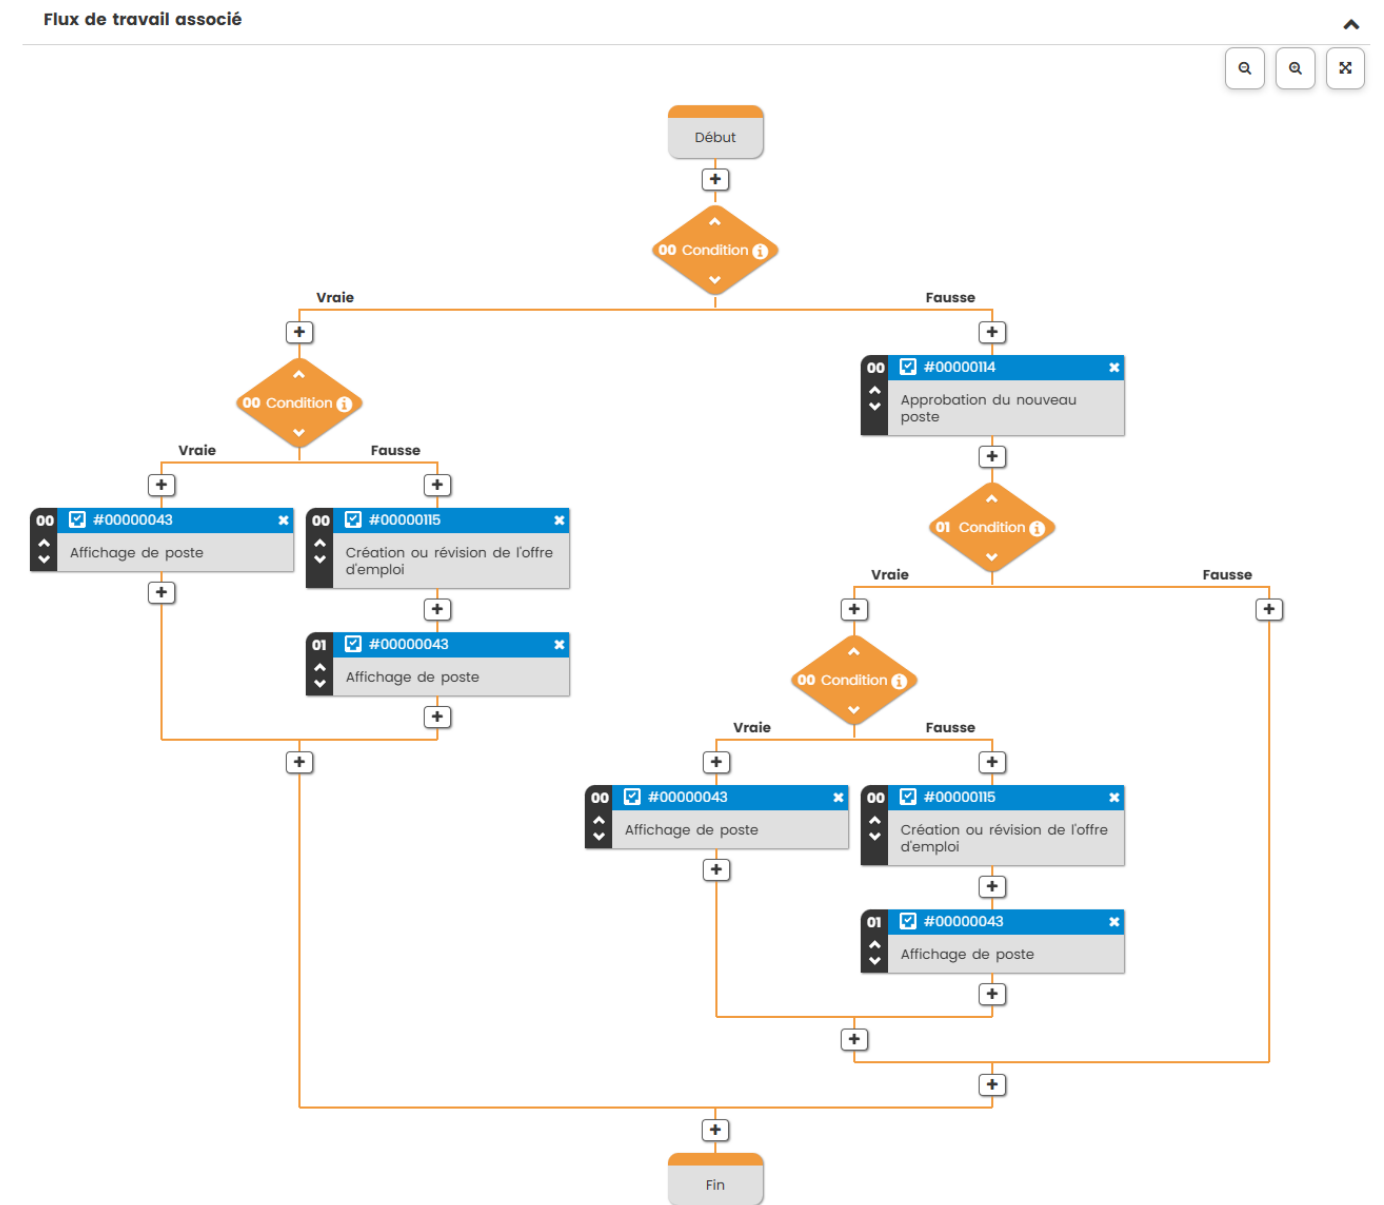 Flux de travail associé
Début
00 Condition
Vraie
Fausse
00 Condition
00 #00000114
Approbation du nouveau
poste
Vraie
Fausse
00 #00000043
Affichage de poste
00 #00000115
Création ou révision de l'offre
d'emploi
01 Condition
Vraie
Fausse
01 #00000043
Affichage de poste
00 Condition
Vraie
Fausse
00 #00000043
Affichage de poste
00 #00000115
Création ou révision de l'offre
d'emploi
01 #00000043
Affichage de poste
Fin